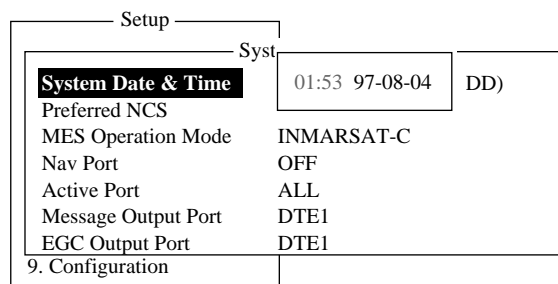 Setup
Syst
System Date & Time 01:53 97-08-04 DD)
Preferred NCS
MES Operation Mode INMARSAT-C
Nav Port OFF
Active Port ALL
Message Output Port DTE1
EGC Output Port DTE1
9. Configuration